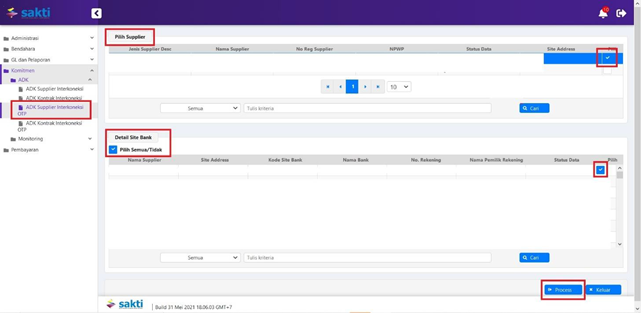 sakti
10
Administrasi
Bendahara
GL dan Pelaporan
Komitmen
ADK
ADK Supplier Interkoneksi
ADK Kontrak Interkoneksi
ADK Supplier Interkoneksi
OTP
ADK Kontrak Interkoneksi
OTP
Monitoring
Pembayaran
Pilih Supplier
Jenis Supplier Desc Nama Supplier No Reg Supplier NPWP Status Data Site Address
1 10
Semua Tulis kriteria Cari
Detail Site Bank
Pilih Semua/Tidak
Nama Supplier Site Address Kode Site Bank Nama Bank No. Rekening Nama Pemilik Rekening Status Data Pilih
Semua Tulis kriteria Cari
Process Keluar
sakti Build 31 Mei 2021 18:06:03 GMT+7